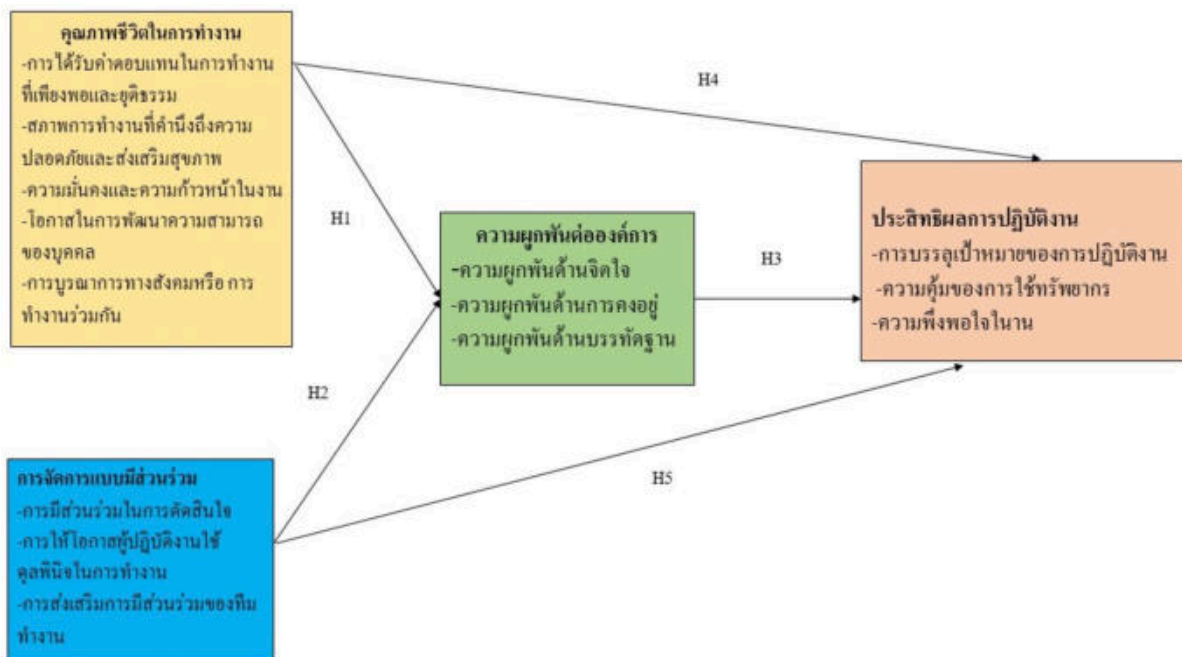 คุณภาพชีวิตในการทำงาน
-การได้รับค่าตอบแทนในการทำงาน
ที่เพียงพอและยุติธรรม
-สภาพการทำงานที่คำนึงถึงความ
ปลอดภัยและส่งเสริมสุขภาพ
-ความมั่นคงและความก้าวหน้าในงาน
-โอกาสในการพัฒนาความสามารถ
ของบุคคล
-การบูรณาการทางสังคมหรือ การ
ทำงานร่วมกัน
H4
H1
ความผูกพันต่อองค์การ
-ความผูกพันด้านจิตใจ
-ความผูกพันด้านการคงอยู่
-ความผูกพันด้านบรรทัดฐาน
H3
ประสิทธิผลการปฏิบัติงาน
-การบรรลุเป้าหมายของการปฏิบัติงาน
-ความคุ้มของการใช้ทรัพยากร
-ความพึงพอใจในาน
H2
การจัดการแบบมีส่วนร่วม
-การมีส่วนร่วมในการตัดสินใจ
-การให้โอกาสผู้ปฏิบัติงานใช้
ดุลพินิจในการทำงาน
-การส่งเสริมการมีส่วนร่วมของทีม
ทำงาน
H5